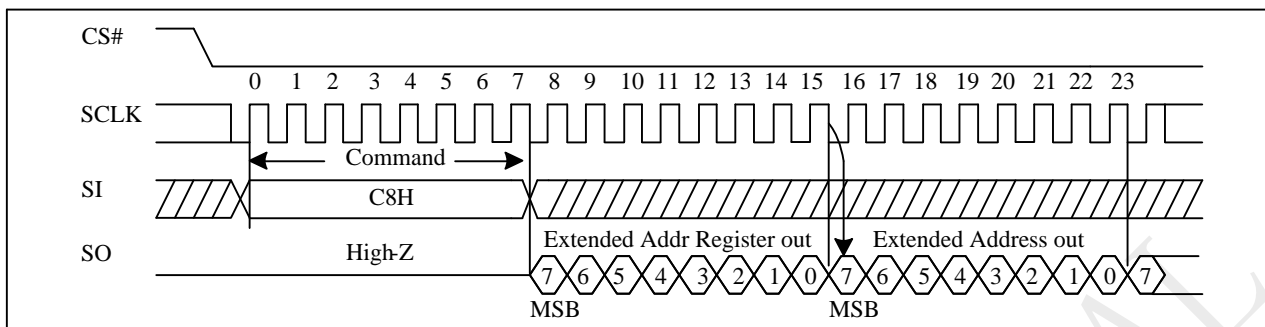 CS#
0 1 2 3 4 5 6 7 8 9 10 11 12 13 14 15 16 17 18 19 20 21 22 23
SCLK
Command
SI
C8H
SO
High-Z
Extended Addr Register out
Extended Address out
7 6 5 4 3 2 1 0 7 6 5 4 3 2 1 0 7
MSB
MSB